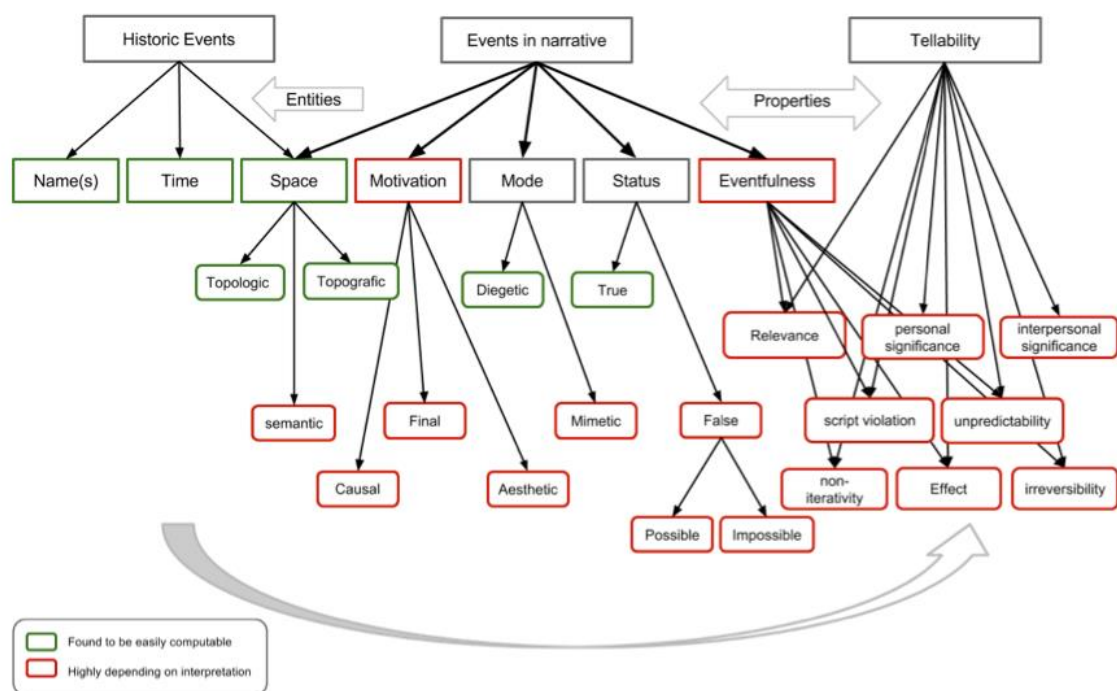 Historic Events
Events in narrative
Tellability
Entities
Properties
Name(s)
Time
Space
Motivation
Mode
Status
Eventfulness
Topologic
Topografic
Diegetic
True
Relevance
personal
significance
interpersonal
significance
semantic
Final
Mimetic
False
script violation
unpredictability
Causal
Aesthetic
non-
iterativity
Effect
irreversibility
Possible
Impossible
Found to be easily computable
Highly depending on interpretation